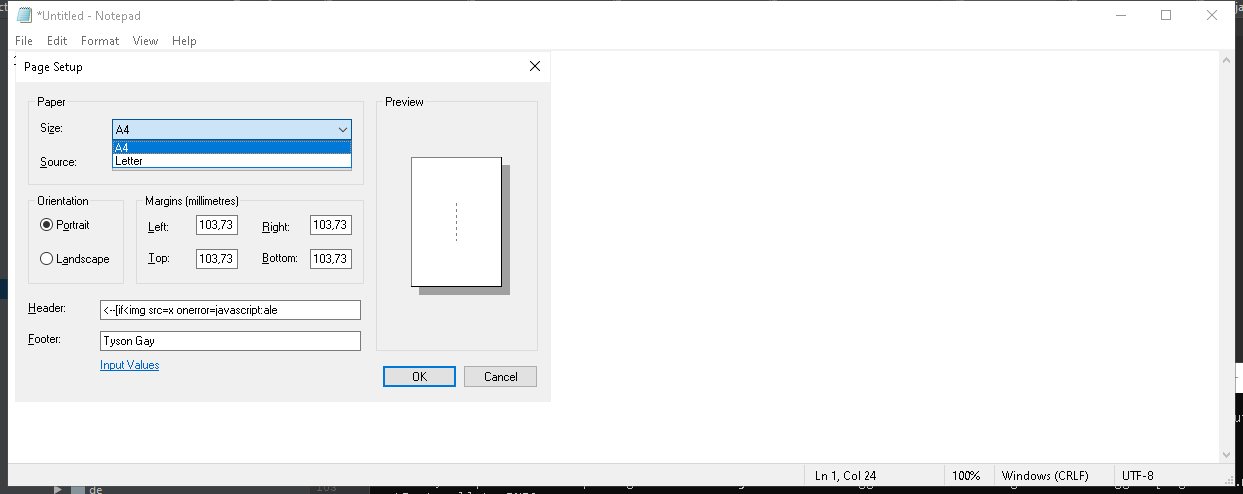 *Untitled - Notepad
File Edit Format View Help
Page Setup
Paper
Size: A4
A4
Letter
Source:
Preview
Orientation
Portrait
Landscape
Margins (millimetres)
Left: 103,73 Right: 103,73
Top: 103,73 Bottom: 103,73
Header: <--[if<img src=x onerror=javascript:ale
Footer: Tyson Gay
Input Values
OK Cancel
Ln 1, Col 24 100% Windows (CRLF) UTF-8
de 103